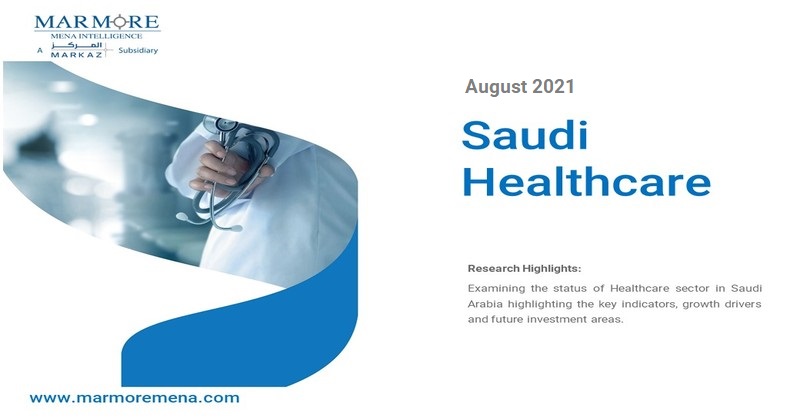 MARMORE
MENA INTELLIGENCE
A المركز MARKAZ Subsidiary
August 2021
Saudi
Healthcare
Research Highlights:
Examining the status of Healthcare sector in Saudi
Arabia highlighting the key indicators, growth drivers
and future investment areas.
www.marmoremena.com